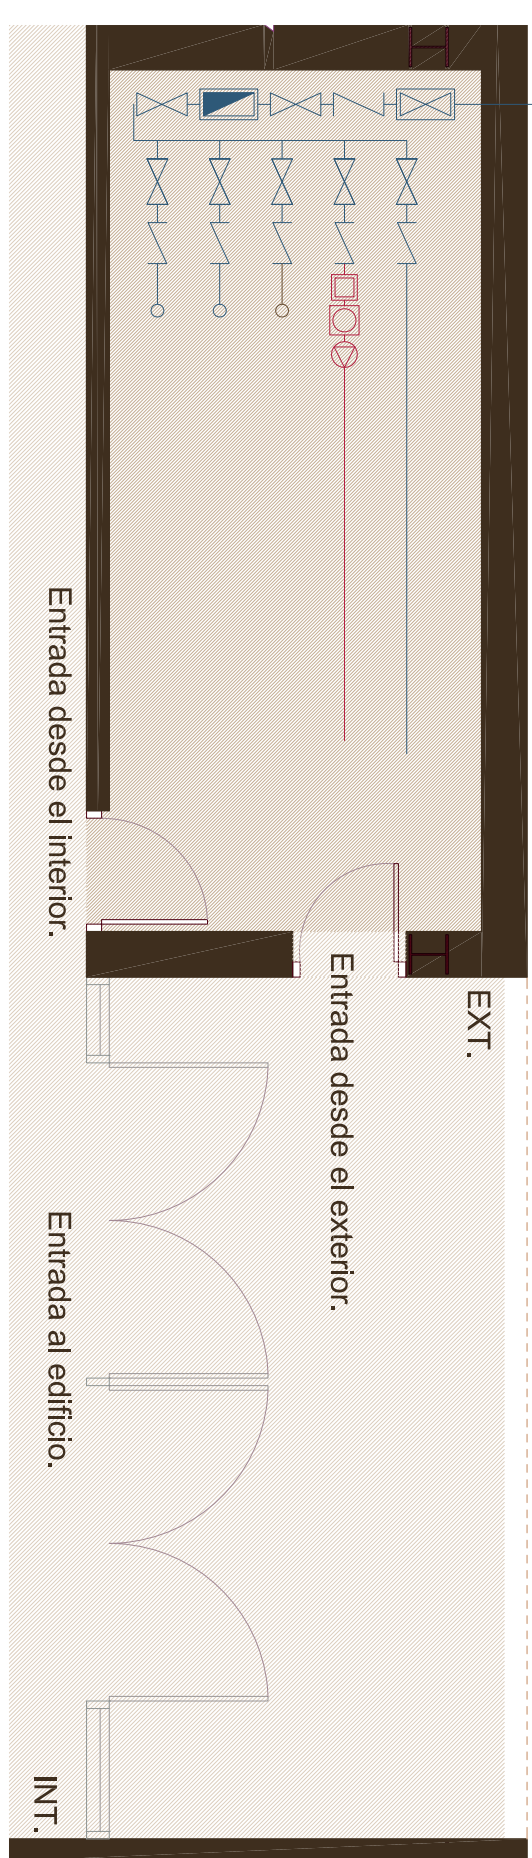 EXT.
Entrada desde el exterior.
Entrada desde el interior.
Entrada al edificio.
INT.